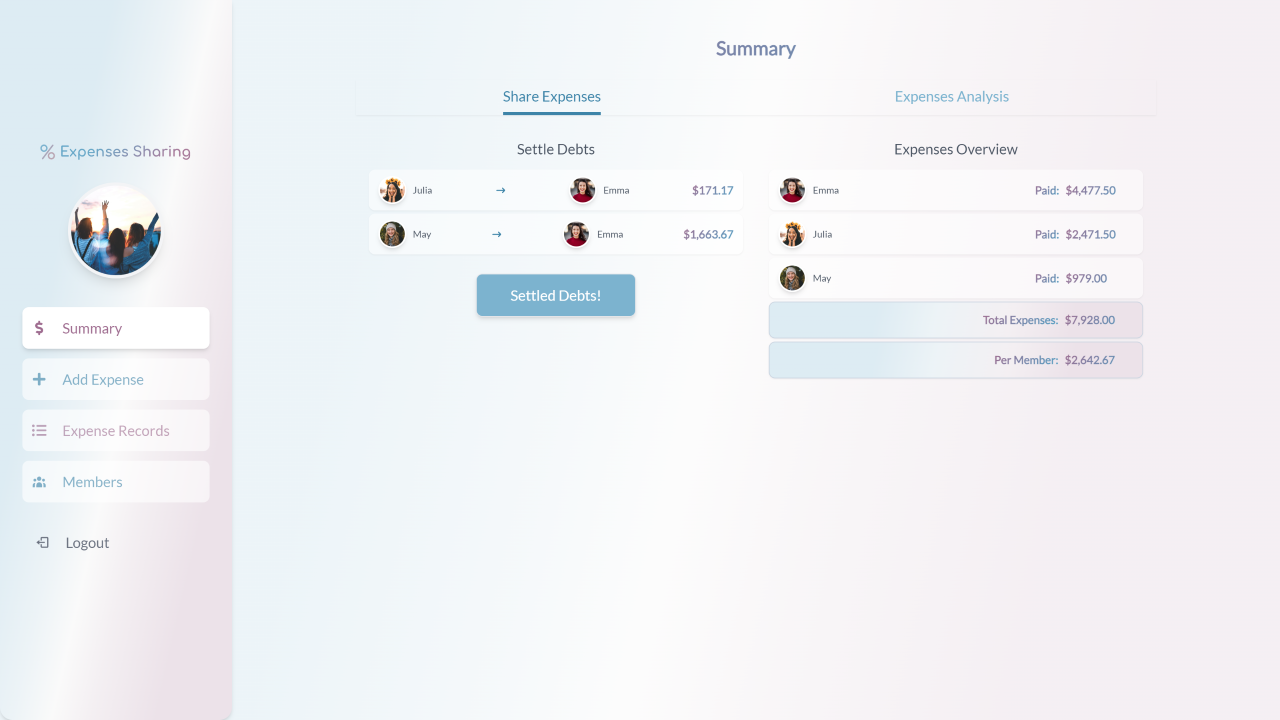 Expenses Sharing
Summary
Add Expense
Expense Records
Members
Logout
Summary
Share Expenses
Expenses Analysis
Settle Debts
Julia → Emma $171.17
May → Emma $1,663.67
Settled Debts!
Expenses Overview
Emma Paid: $4,477.50
Julia Paid: $2,471.50
May Paid: $979.00
Total Expenses: $7,928.00
Per Member: $2,642.67